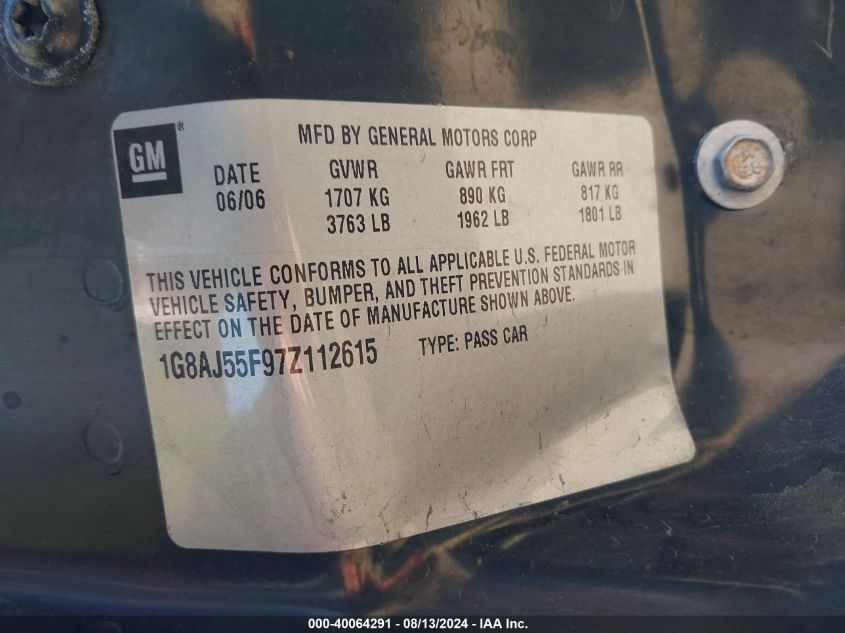 GM ®
MFD BY GENERAL MOTORS CORP
DATE GVWR GAWR FRT GAWR RR
06/06 1707 KG 890 KG 817 KG
3763 LB 1962 LB 1801 LB
THIS VEHICLE CONFORMS TO ALL APPLICABLE U.S. FEDERAL MOTOR
VEHICLE SAFETY, BUMPER, AND THEFT PREVENTION STANDARDS IN
EFFECT ON THE DATE OF MANUFACTURE SHOWN ABOVE.
1G8AJ55F97Z112615 TYPE: PASS CAR
000-40064291 - 08/13/2024 - IAA Inc.